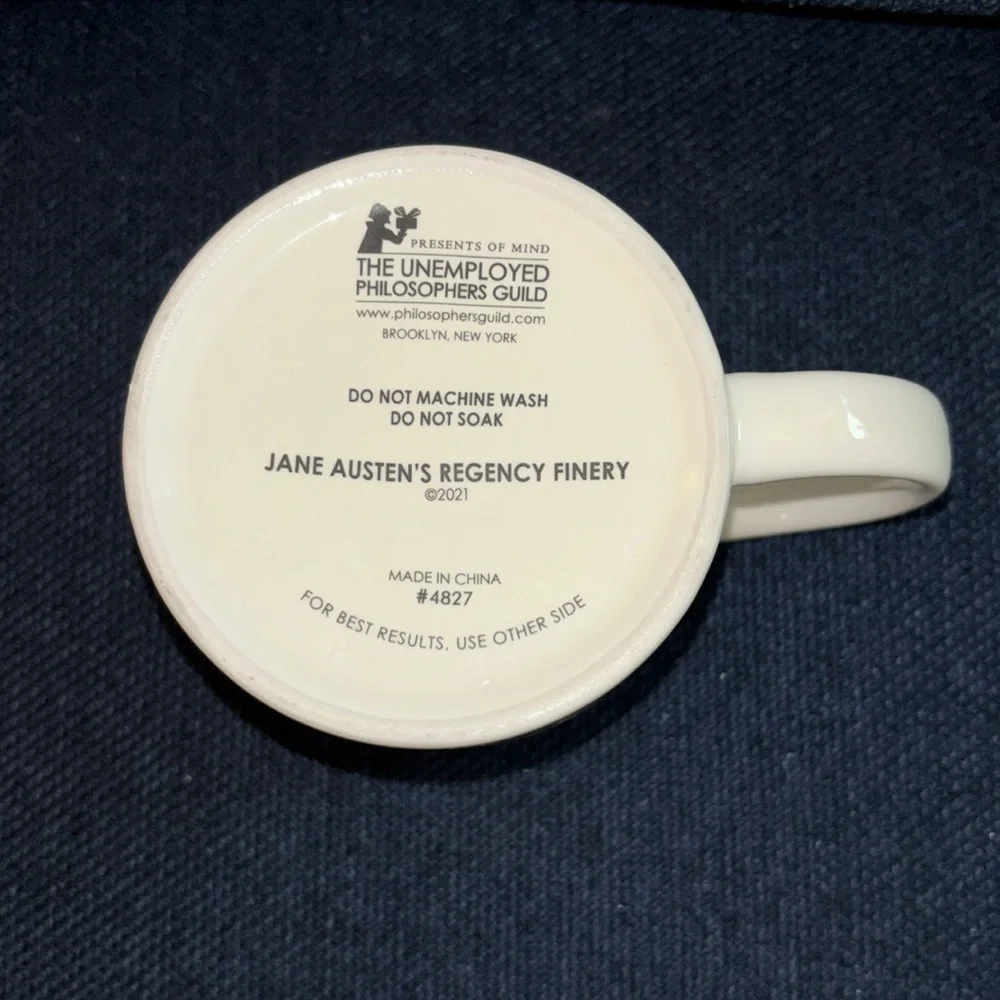 PRESENTS OF MIND
THE UNEMPLOYED
PHILOSOPHERS GUILD
www.philosophersguild.com
BROOKLYN, NEW YORK
DO NOT MACHINE WASH
DO NOT SOAK
JANE AUSTEN'S REGENCY FINERY
©2021
MADE IN CHINA
#4827
FOR BEST RESULTS, USE OTHER SIDE